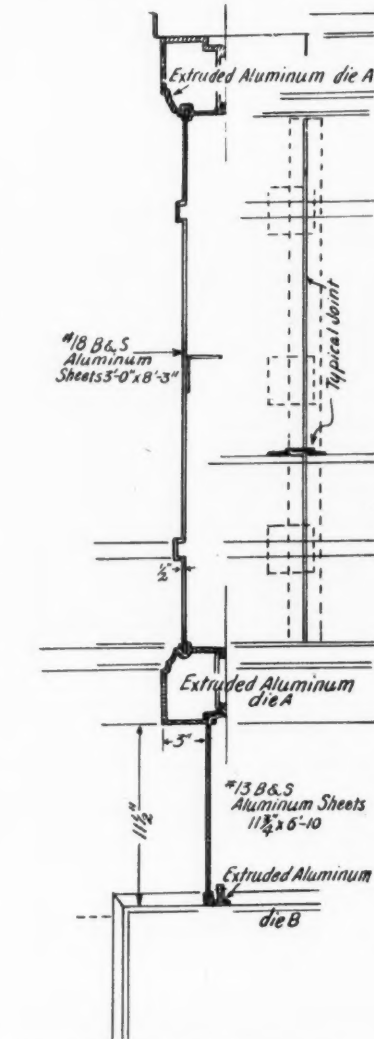 Extruded Aluminum die A
Typical Joint
#18 B & S
Aluminum
Sheets 3'-0" x 8'-3"
1/2"
Extruded Aluminum
die A
3"
#13 B & S
Aluminum Sheets
11 3/4 x 6'-10
11 1/2"
Extruded Aluminum
die B